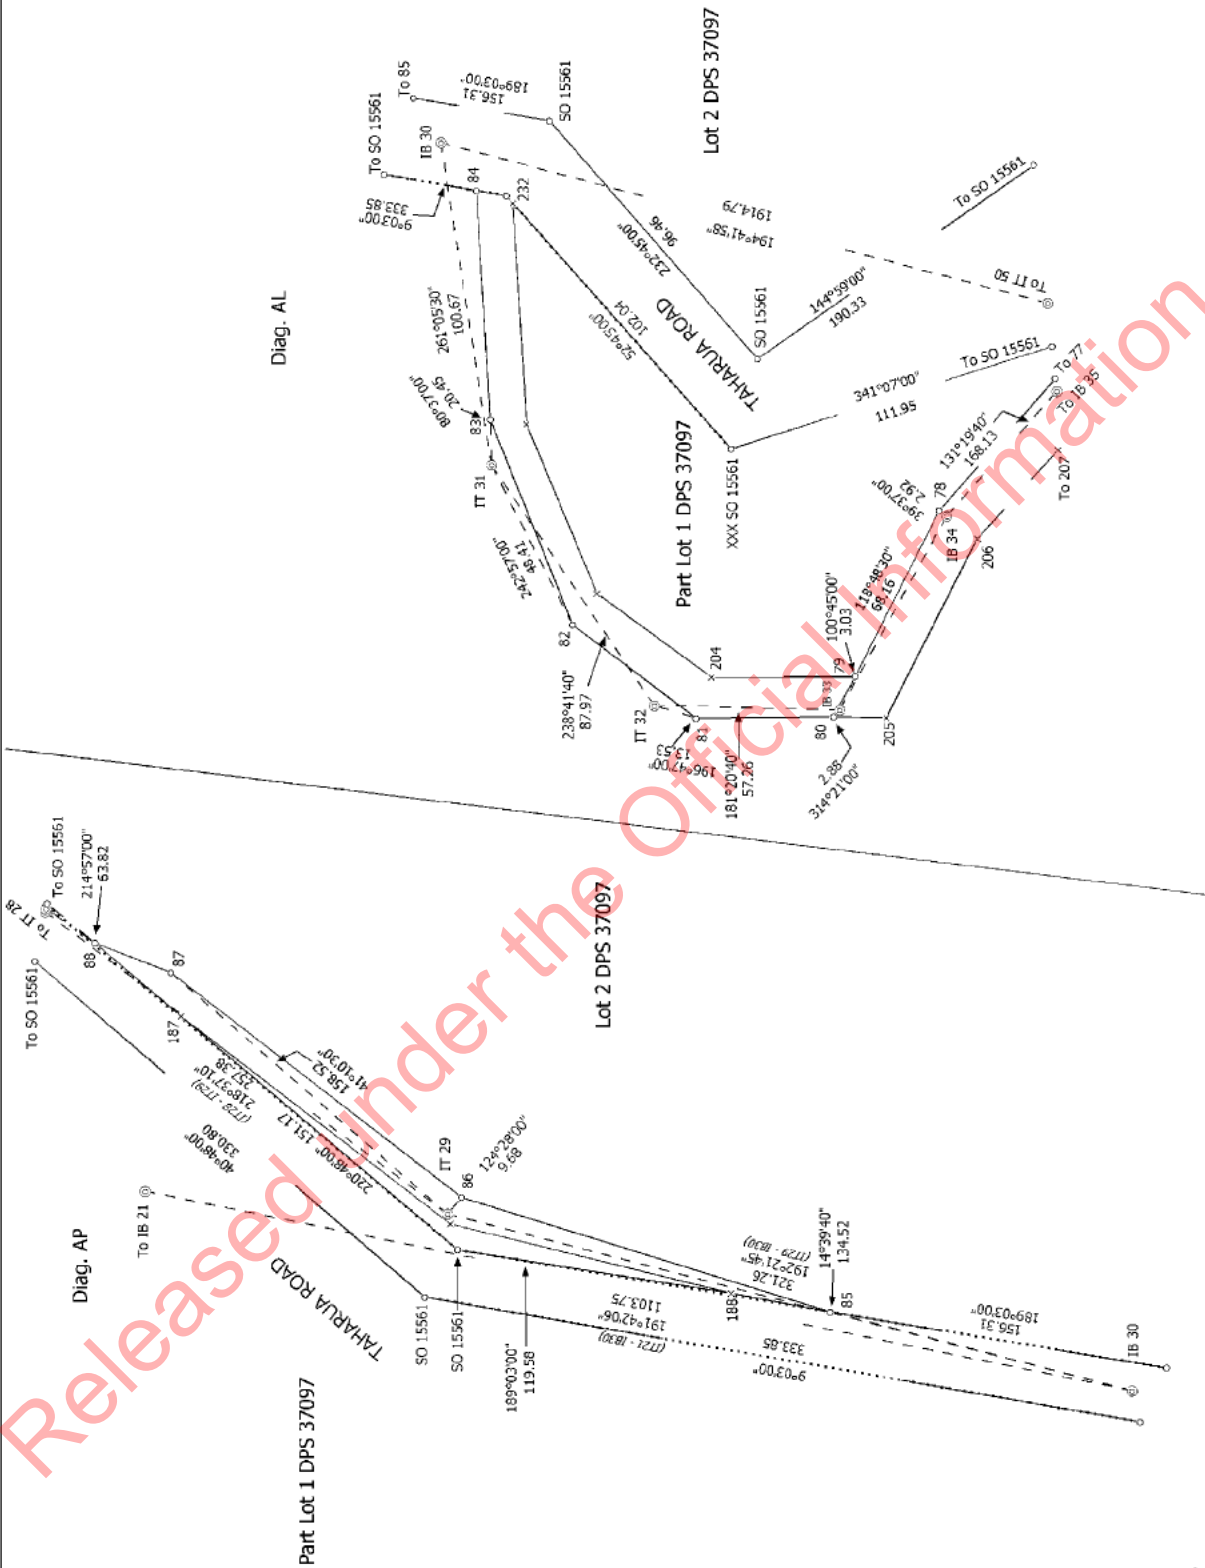 Diag. AL
To SO 15561
To 85
189°03'00"
156.31
SO 15561
Lot 2 DPS 37097
IB 30
84
232
9°03'00"
333.85
261°05'30"
100.67
80°37'00"
20.45
83
IT 31
242°57'00"
48.41
82
238°41'40"
87.97
IT 32
81
196°47'00"
13.53
181°20'40"
57.26
80
2.88
314°21'00"
205
IB 33
79
204
100°45'00"
3.03
118°48'30"
68.16
39°37'00"
2.92
78
IB 34
206
131°19'40"
168.13
To 77
To IB 35
To 207
Part Lot 1 DPS 37097
XXX SO 15561
52°45'00"
102.04
TAHARUA ROAD
232°45'00"
96.46
194°41'58"
1914.79
SO 15561
144°59'00"
190.33
To SO 15561
To IT 50
341°07'00"
111.95
To SO 15561
Diag. AP
To SO 15561
To IT 28
To SO 15561
214°57'00"
63.82
88
87
187
(IT28 - IT29)
218°37'10"
257.38
40°48'00"
330.80
220°48'00" 151.17
158.52
41°10'30"
To IB 21
TAHARUA ROAD
IT 29
86
124°28'00"
9.68
SO 15561
SO 15561
189°03'00"
119.58
188
1103.75
191°42'06"
(IT21 - IB30)
333.85
9°03'00"
321.26
192°21'45"
(IT29 - IB30)
14°39'40"
134.52
85
156.31
189°03'00"
IB 30
Part Lot 1 DPS 37097
Lot 2 DPS 37097
Released under the Official Information